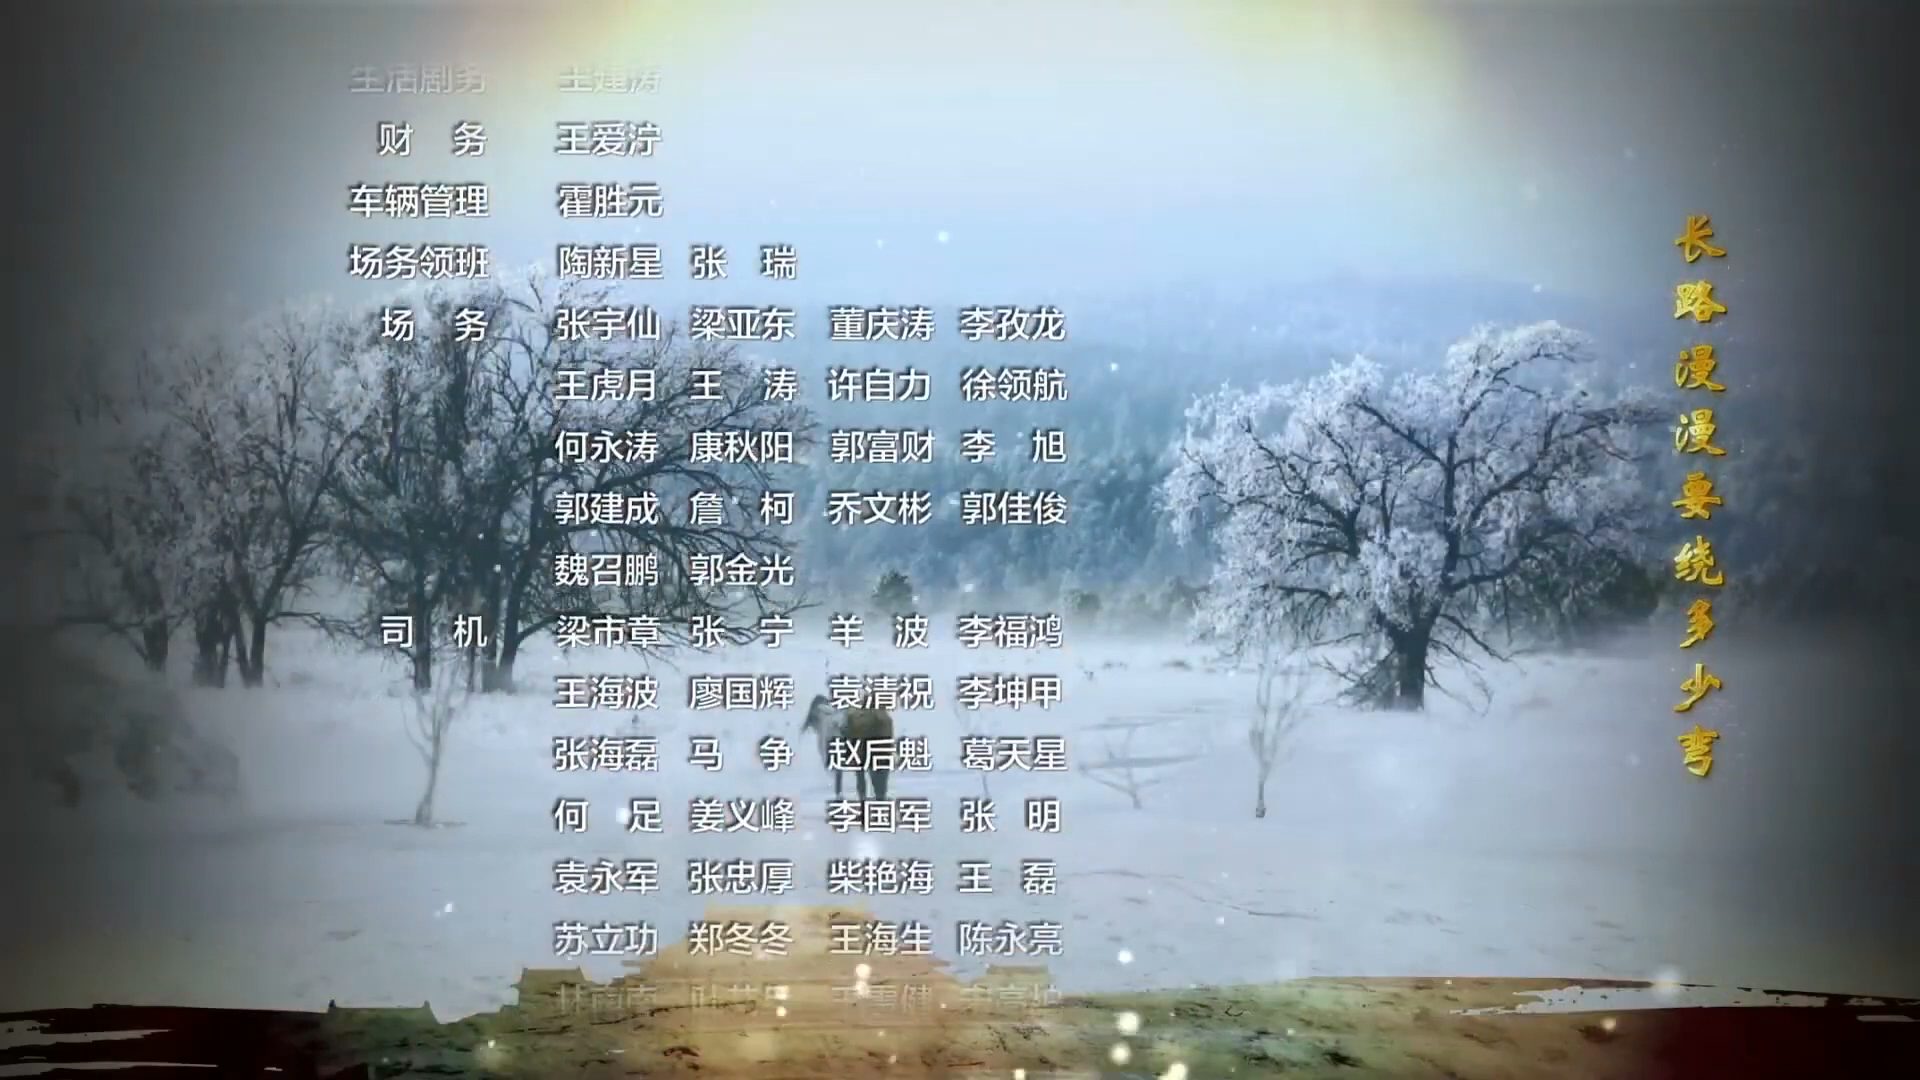 生活剧务 王建涛
财 务 王爱泞
车辆管理 霍胜元
场务领班 陶新星 张 瑞
场 务 张宇仙 梁亚东 董庆涛 李孜龙
王虎月 王 涛 许自力 徐领航
何永涛 康秋阳 郭富财 李 旭
郭建成 詹 柯 乔文彬 郭佳俊
魏召鹏 郭金光
司 机 梁市章 张 宁 羊 波 李福鸿
王海波 廖国辉 袁清祝 李坤甲
张海磊 马 争 赵后魁 葛天星
何 足 姜义峰 李国军 张 明
袁永军 张忠厚 柴艳海 王 磊
苏立功 郑冬冬 王海生 陈永亮
长路漫漫要绕多少弯